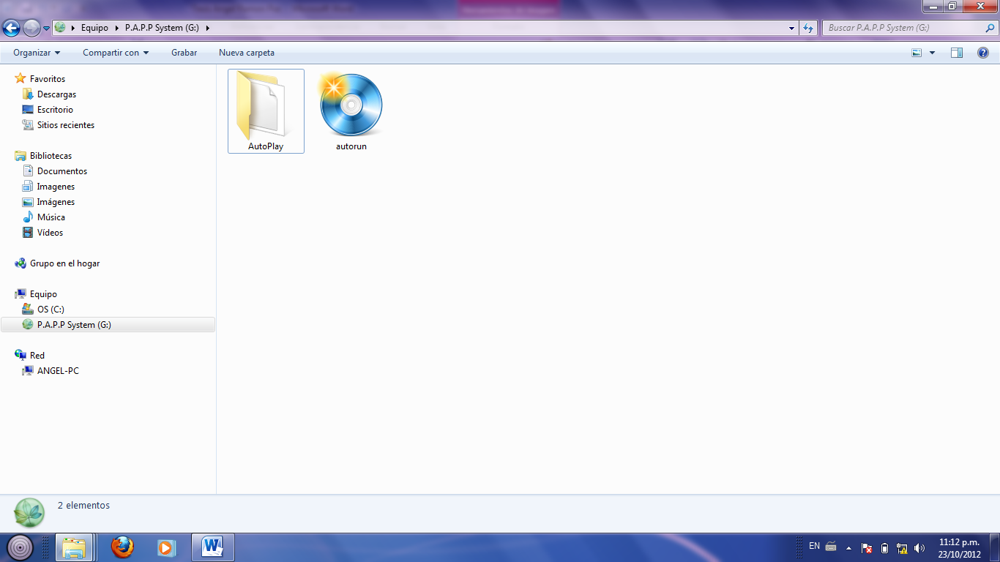 Equipo P.A.P.P System (G:)
Buscar P.A.P.P System (G:)
Organizar Compartir con Grabar Nueva carpeta
Favoritos
Descargas
Escritorio
Sitios recientes
Bibliotecas
Documentos
Imagenes
Imágenes
Música
Vídeos
Grupo en el hogar
Equipo
OS (C:)
P.A.P.P System (G:)
Red
ANGEL-PC
AutoPlay
autorun
2 elementos
EN
11:12 p.m.
23/10/2012